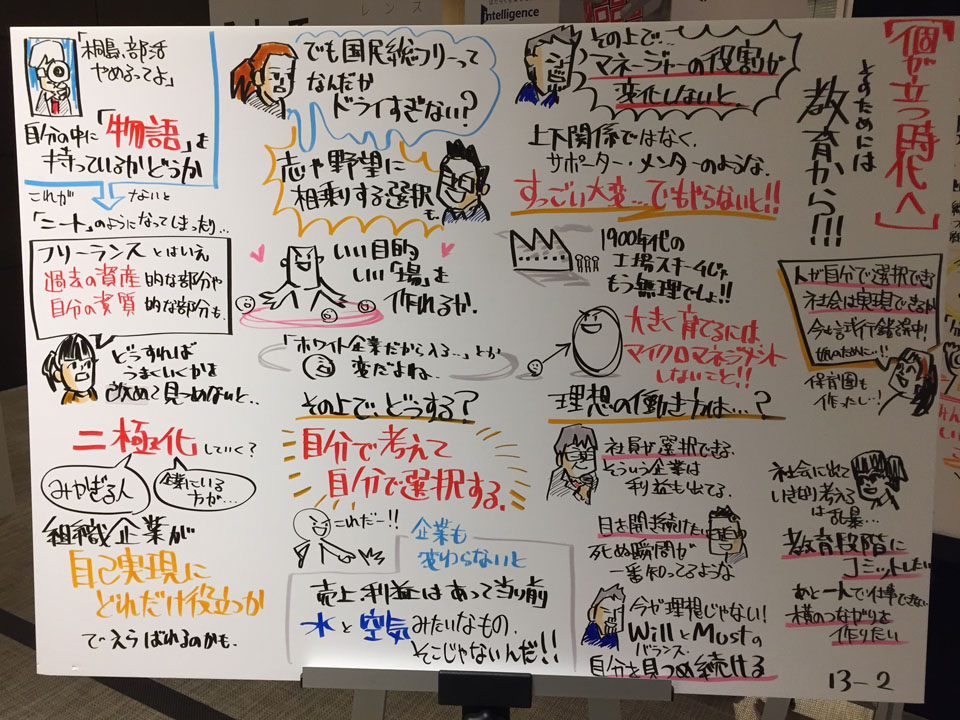 レンス
Intelligence
「桐島、部活
やめるってよ」
自分の中に「物語」を
持っているかどうか
これが ないと
「ニート」のようになってしまったり…
フリーランスとはいえ
過去の資産的な部分や
自分の資質的な部分も.
どうすれば
うまくいくかを
改めて見つめないと..
二極化していく?
みかぎる人
企業にいる
方が…
組織企業が
自己実現に
どれだけ役立つか
でえらばれるのかも.
でも国民総フリーって
なんだか
ドライすぎない?
志や野望に
相乗りする選択
も.
いい目的
いい「場」を
作れるか.
「ホワイト企業だから入る…」とか
変だよね..
その上で、どうする?
自分で考えて
自分で選択する.
これだー!!
企業も
変わらないと
売上、利益はあって当り前
水と空気みたいなもの.
そこじゃないんだ!!
その上で…
マネージャーの役割が
変化しないと.
上下関係ではなく、
サポーター・メンターのような.
すっごい大変…でもやらないと!!
1900年代の
工場スキームじゃ
もう無理でしょ!!
大きく育てるには、
マイクロマネジメント
しないこと!!
理想の働き方は…?
社員が選択できる.
そういう企業は
利益も出てる.
目を開き続けたい
死ぬ瞬間が
一番知ってるような
今が理想じゃない!
WillとMustの
バランス.
自分を見つめ続ける
【個が立つ時代へ】
そのためには
教育から!!!
人が自分で選択できる
社会は実現できるか
今も試行錯誤中!
娘のために…!!
保育園も
作ったし…!
社会に出て
いきなり考える
は乱暴…
教育段階に
コミットしたい
あと一人で仕事できない
横のつながりを
作りたい
13-2